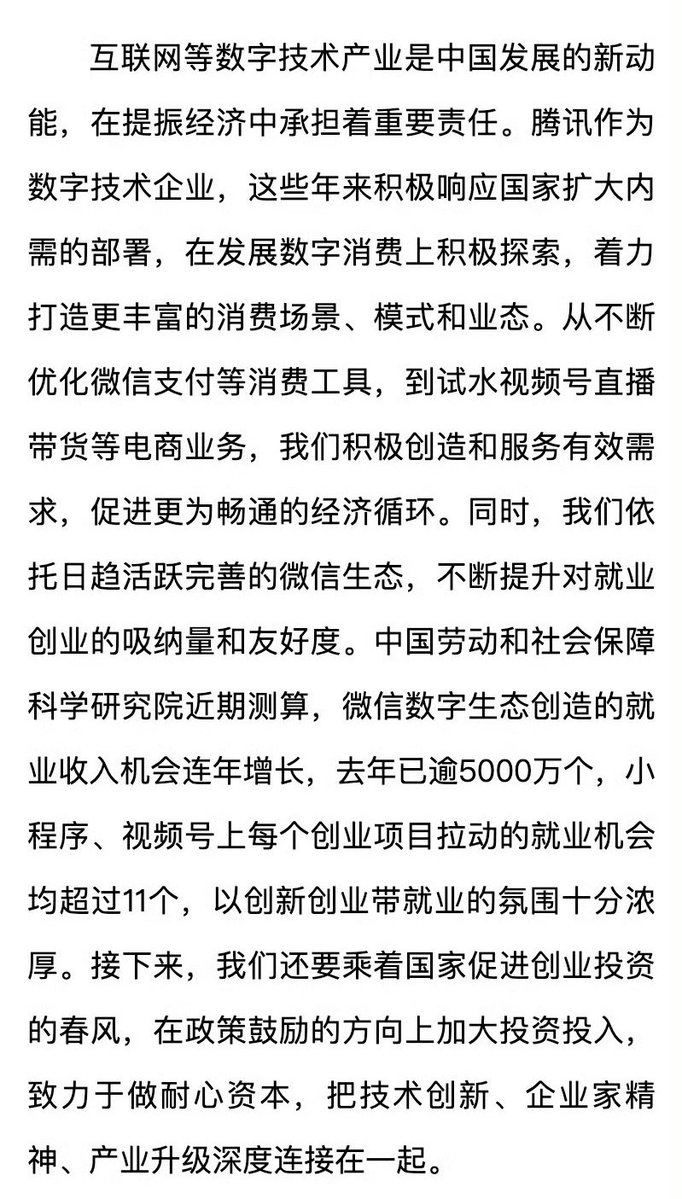 互联网等数字技术产业是中国发展的新动
能，在提振经济中承担着重要责任。腾讯作为
数字技术企业，这些年来积极响应国家扩大内
需的部署，在发展数字消费上积极探索，着力
打造更丰富的消费场景、模式和业态。从不断
优化微信支付等消费工具，到试水视频号直播
带货等电商业务，我们积极创造和服务有效需
求，促进更为畅通的经济循环。同时，我们依
托日趋活跃完善的微信生态，不断提升对就业
创业的吸纳量和友好度。中国劳动和社会保障
科学研究院近期测算，微信数字生态创造的就
业收入机会连年增长，去年已逾5000万个，小
程序、视频号上每个创业项目拉动的就业机会
均超过11个，以创新创业带就业的氛围十分浓
厚。接下来，我们还要乘着国家促进创业投资
的春风，在政策鼓励的方向上加大投资投入，
致力于做耐心资本，把技术创新、企业家精
神、产业升级深度连接在一起。